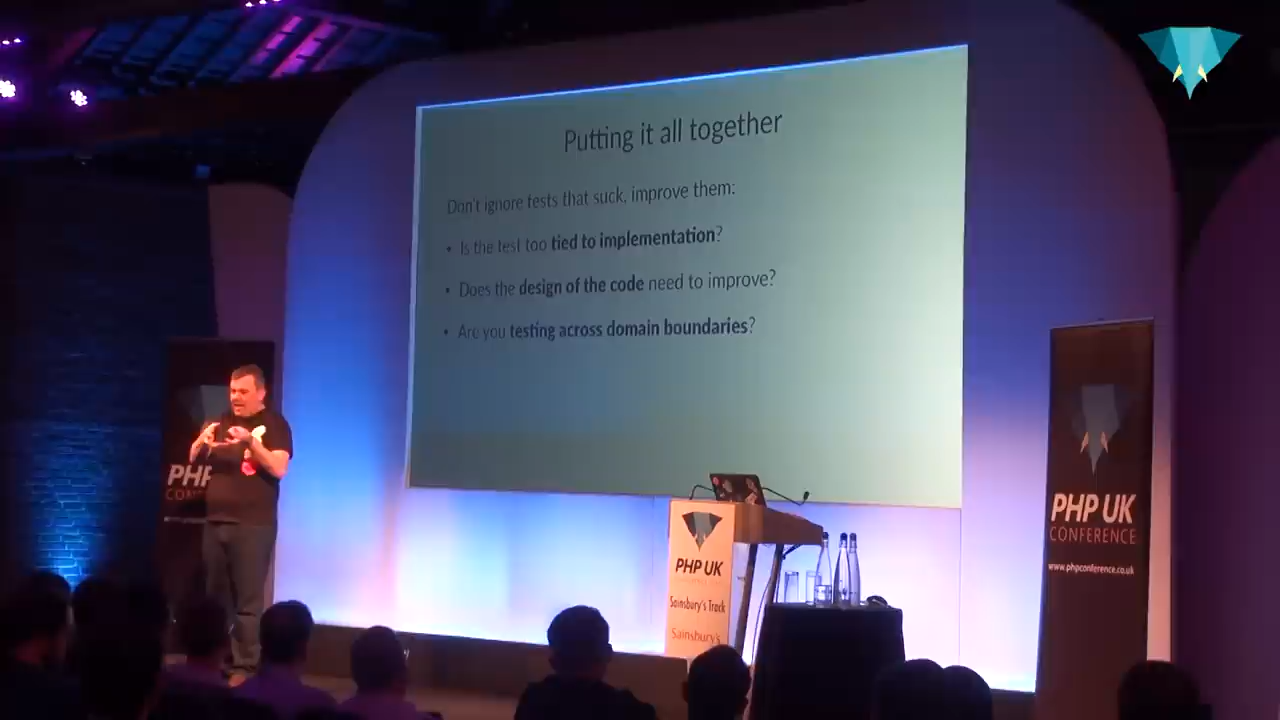 Putting it all together
Don't ignore tests that suck, improve them:
• Is the test too tied to implementation?
• Does the design of the code need to improve?
• Are you testing across domain boundaries?
PHP
CON
PHP UK
Sainsbury's Track
Sainsbury's
PHP UK
CONFERENCE
www.phpconference.co.uk